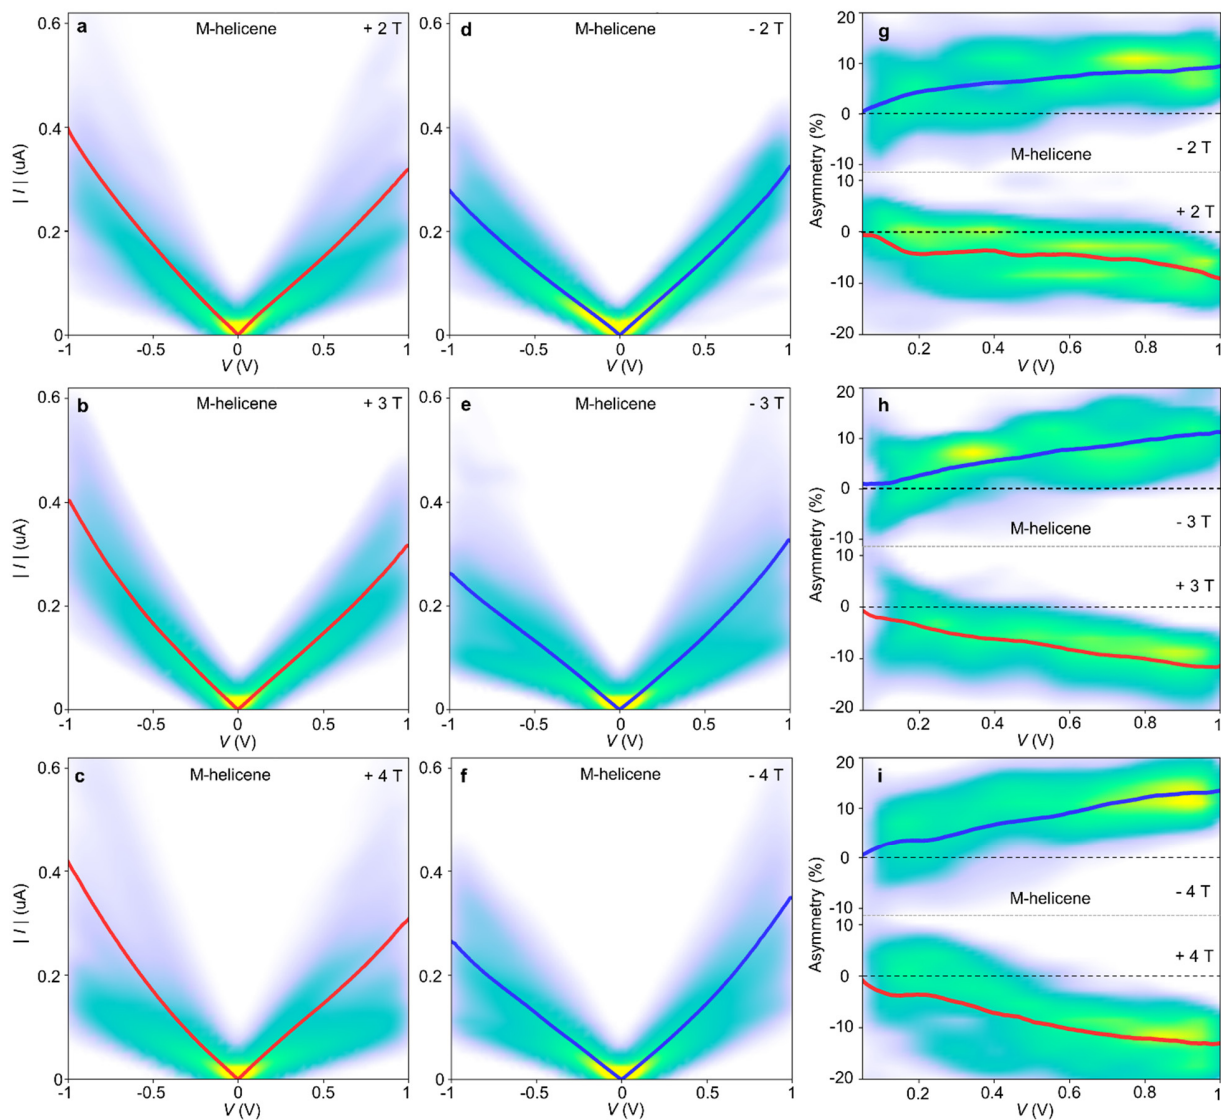 a M-helicene + 2 T
0.6
0.4
0.2
0
| I | (uA)
-1 -0.5 0 0.5 1
V (V)
d M-helicene - 2 T
0.6
0.4
0.2
0
-1 -0.5 0 0.5 1
V (V)
g
20
10
0
-10
M-helicene - 2 T
10
0
-10
-20
+ 2 T
Asymmetry (%)
0.2 0.4 0.6 0.8 1
V (V)
b M-helicene + 3 T
0.6
0.4
0.2
0
| I | (uA)
-1 -0.5 0 0.5 1
V (V)
e M-helicene - 3 T
0.6
0.4
0.2
0
-1 -0.5 0 0.5 1
V (V)
h
20
10
0
-10
- 3 T
M-helicene
10
0
-10
-20
+ 3 T
Asymmetry (%)
0.2 0.4 0.6 0.8 1
V (V)
c M-helicene + 4 T
0.6
0.4
0.2
0
| I | (uA)
-1 -0.5 0 0.5 1
V (V)
f M-helicene - 4 T
0.6
0.4
0.2
0
-1 -0.5 0 0.5 1
V (V)
i
20
10
0
-10
- 4 T
M-helicene
10
0
-10
-20
+ 4 T
Asymmetry (%)
0.2 0.4 0.6 0.8 1
V (V)